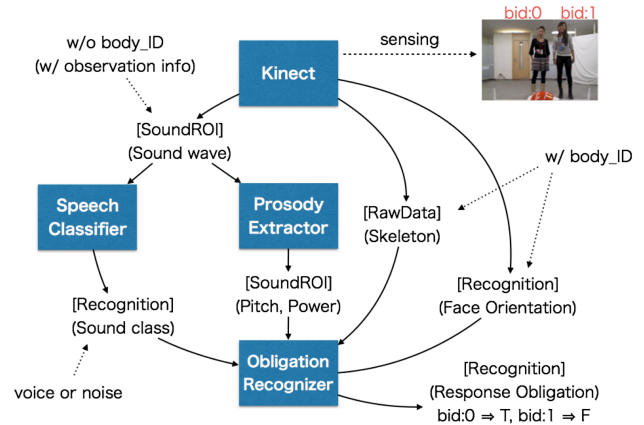 bid:0 bid:1
w/o body_ID
(w/ observation info)
sensing
Kinect
[SoundROI]
(Sound wave)
w/ body_ID
Speech
Classifier
Prosody
Extractor
[RawData]
(Skeleton)
[SoundROI]
(Pitch, Power)
[Recognition]
(Face Orientation)
[Recognition]
(Sound class)
Obligation
Recognizer
voice or noise
[Recognition]
(Response Obligation)
bid:0 ⇒ T, bid:1 ⇒ F